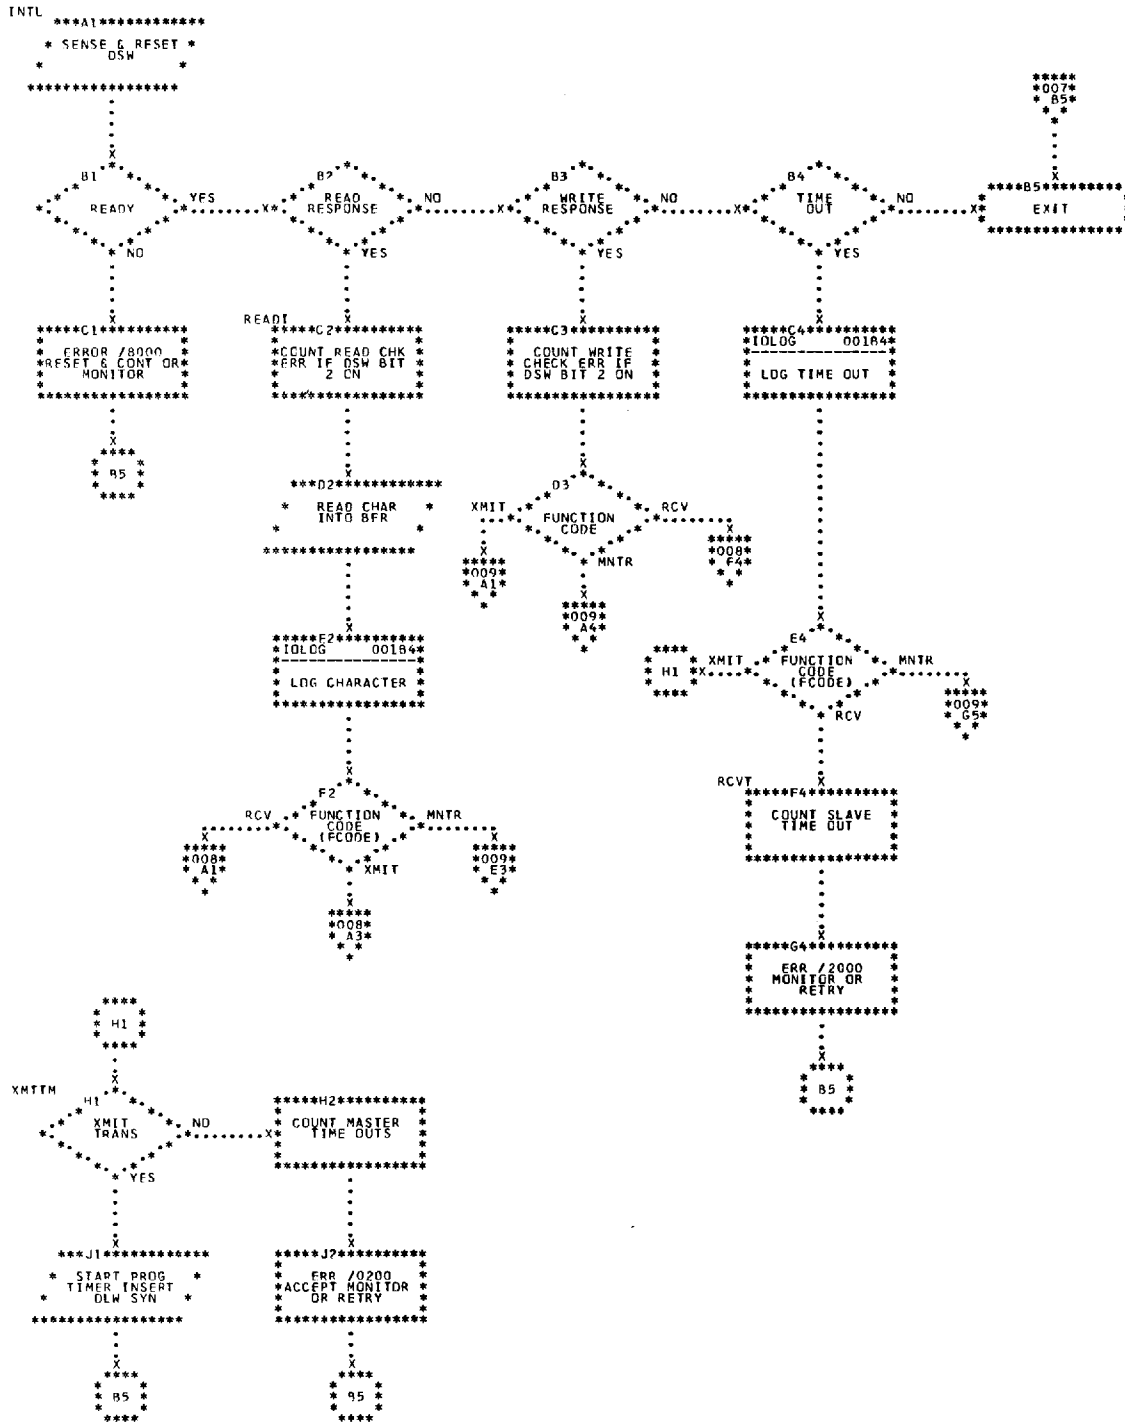 INTL
A1
SENSE & RESET
DSW
007
B5
B1
READY
YES
NO
B2
READ
RESPONSE
NO
YES
B3
WRITE
RESPONSE
NO
YES
B4
TIME
OUT
NO
YES
B5
EXIT
C1
ERROR /8000
RESET & CONT OR
MONITOR
B5
READI
C2
COUNT READ CHK
ERR IF DSW BIT
2 ON
C3
COUNT WRITE
CHECK ERR IF
DSW BIT 2 ON
C4
IOLOG 00184
LOG TIME OUT
D2
READ CHAR
INTO BFR
D3
FUNCTION
CODE
XMIT
RCV
MNTR
009
A1
009
A4
008
F4
E2
IOLOG 00184
LOG CHARACTER
E4
FUNCTION
CODE
(FCODE)
XMIT
MNTR
RCV
H1
009
G5
F2
FUNCTION
CODE
(FCODE)
RCV
MNTR
XMIT
008
A1
008
A3
009
E3
RCVT
F4
COUNT SLAVE
TIME OUT
G4
ERR /2000
MONITOR OR
RETRY
B5
H1
XMTTM
H1
XMIT
TRANS
NO
YES
H2
COUNT MASTER
TIME OUTS
J1
START PROG
TIMER INSERT
DLW SYN
J2
ERR /0200
ACCEPT MONITOR
OR RETRY
B5
B5